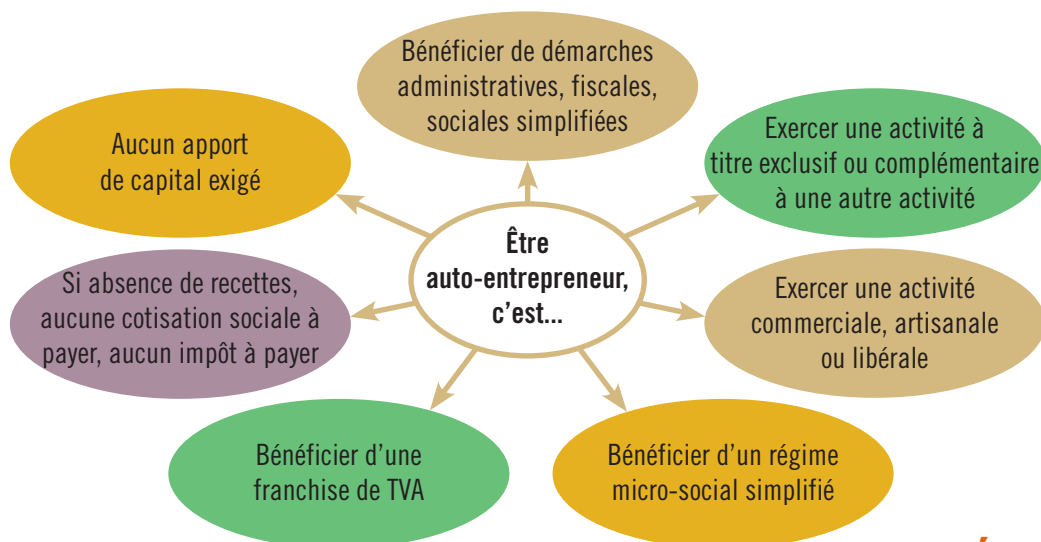 Bénéficier de démarches
administratives, fiscales,
sociales simplifiées
Aucun apport
de capital exigé
Exercer une activité à
titre exclusif ou complémentaire
à une autre activité
Être
auto-entrepreneur,
c’est...
Si absence de recettes,
aucune cotisation sociale à
payer, aucun impôt à payer
Exercer une activité
commerciale, artisanale
ou libérale
Bénéficier d’une
franchise de TVA
Bénéficier d’un régime
micro-social simplifié